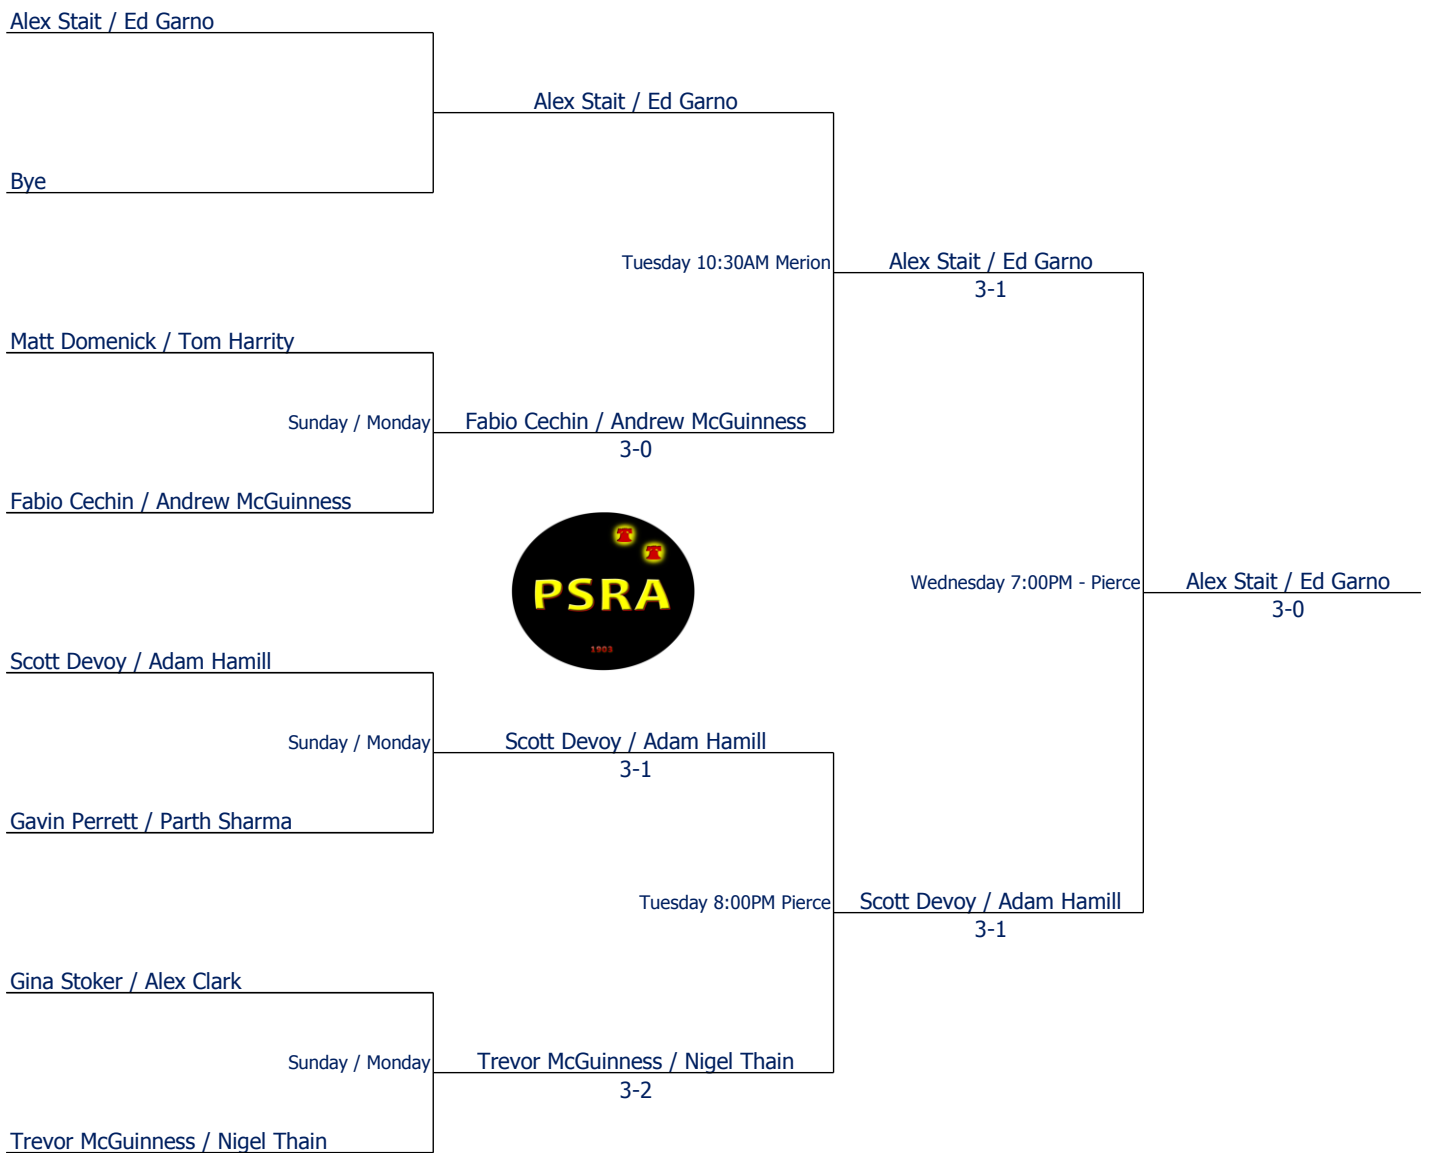 Alex Stait / Ed Garno
Alex Stait / Ed Garno
Bye
Tuesday 10:30AM Merion
Alex Stait / Ed Garno
3-1
Matt Domenick / Tom Harrity
Sunday / Monday
Fabio Cechin / Andrew McGuinness
3-0
Fabio Cechin / Andrew McGuinness
PSRA
1903
Wednesday 7:00PM - Pierce
Alex Stait / Ed Garno
3-0
Scott Devoy / Adam Hamill
Sunday / Monday
Scott Devoy / Adam Hamill
3-1
Gavin Perrett / Parth Sharma
Tuesday 8:00PM Pierce
Scott Devoy / Adam Hamill
3-1
Gina Stoker / Alex Clark
Sunday / Monday
Trevor McGuinness / Nigel Thain
3-2
Trevor McGuinness / Nigel Thain